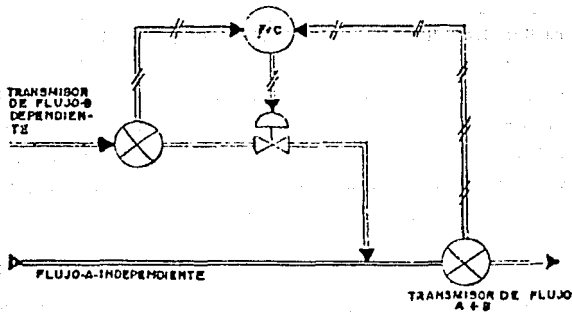 TRANSMISOR
DE FLUJO-B
DEPENDIEN-
TE
FLUJO-A-INDEPENDIENTE
TRANSMISOR DE FLUJO
A + B